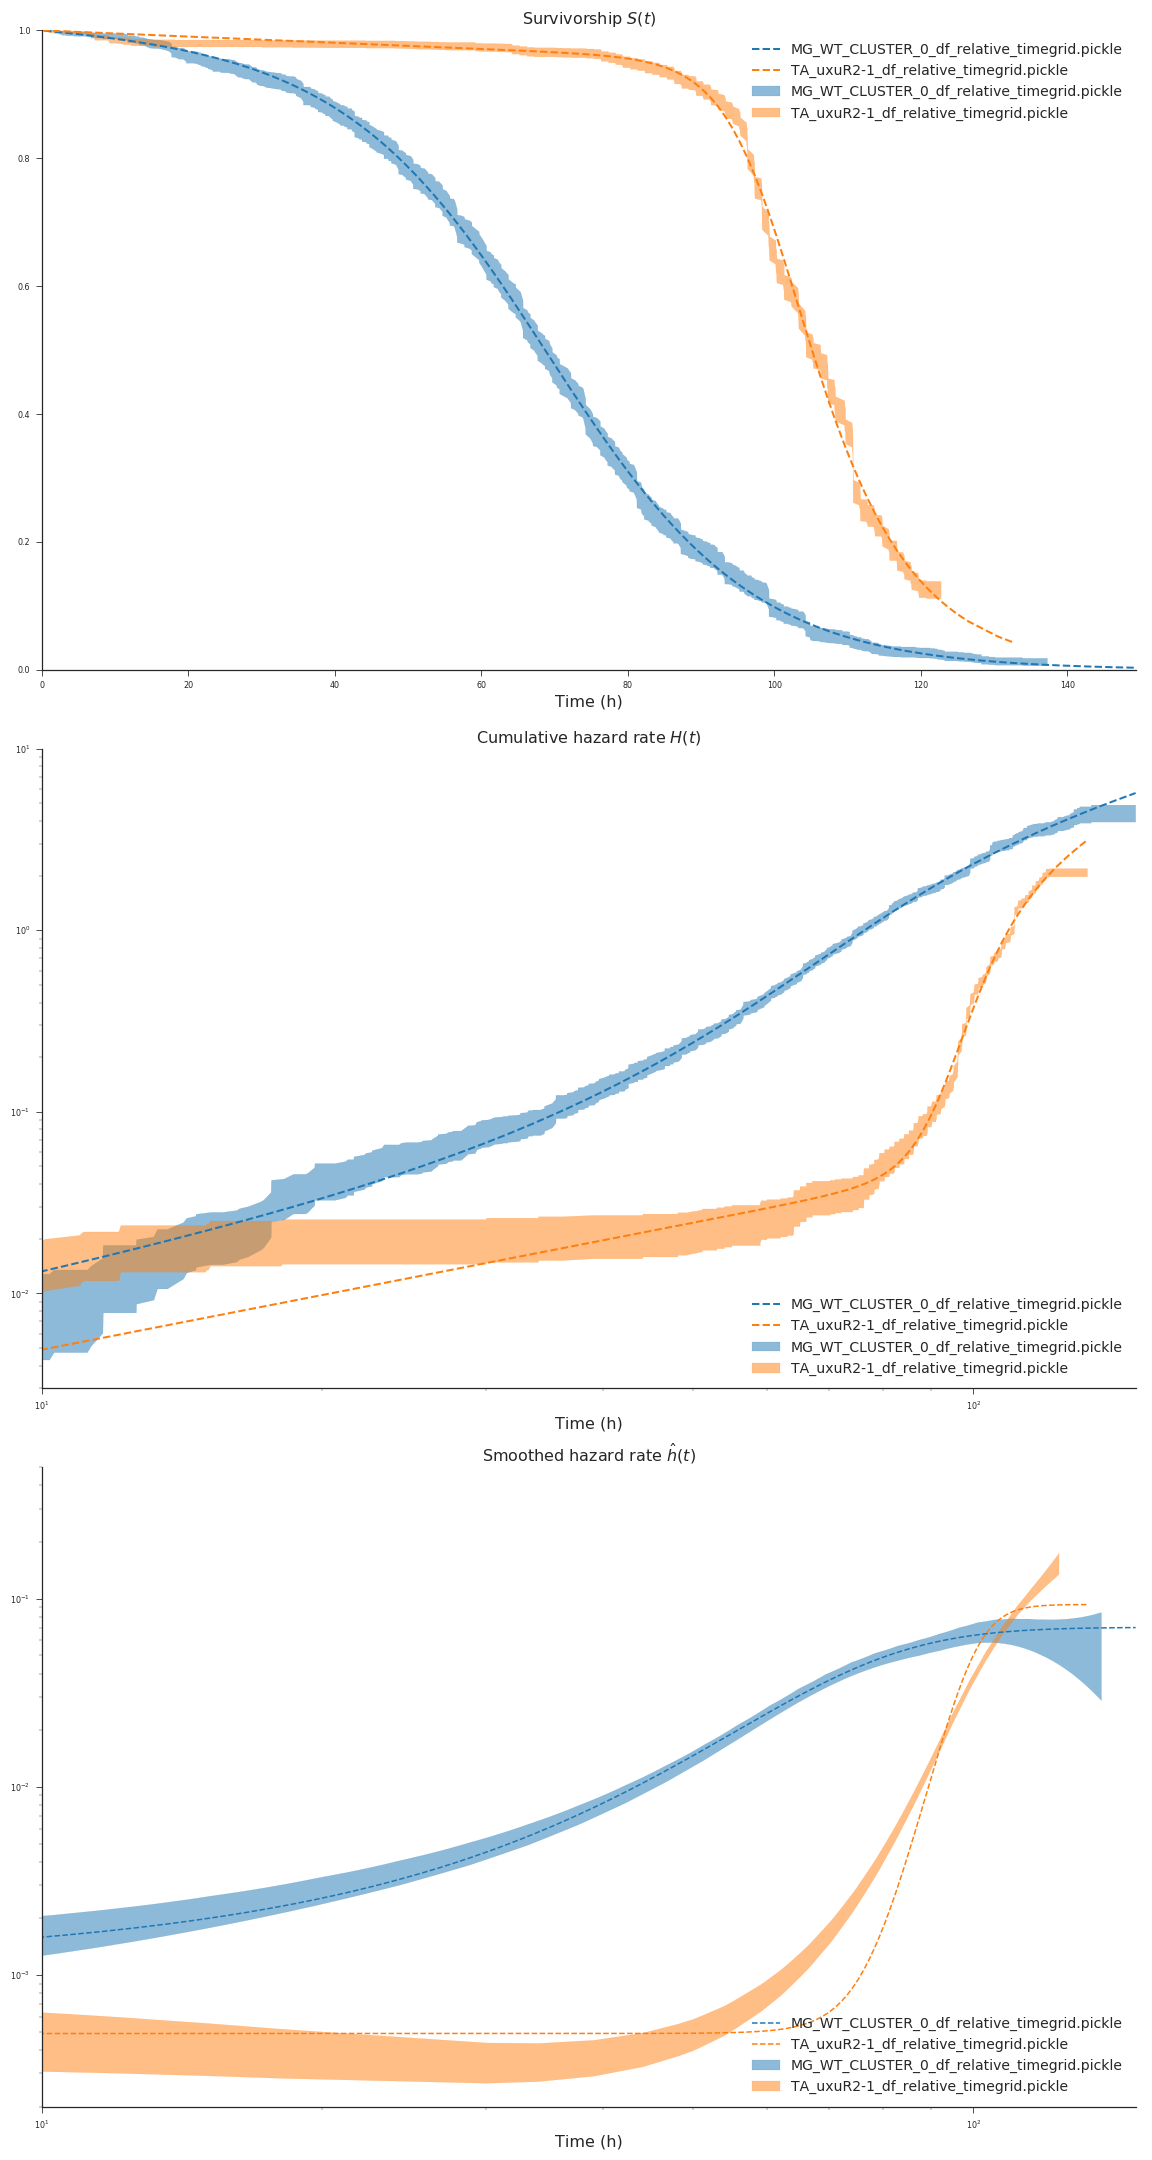 Survivorship S(t)
1.0
0.8
0.6
0.4
0.2
0.0
MG_WT_CLUSTER_0_df_relative_timegrid.pickle
TA_uxuR2-1_df_relative_timegrid.pickle
MG_WT_CLUSTER_0_df_relative_timegrid.pickle
TA_uxuR2-1_df_relative_timegrid.pickle
0 20 40 60 80 100 120 140
Time (h)
Cumulative hazard rate H(t)
10¹
10⁰
10⁻¹
10⁻²
MG_WT_CLUSTER_0_df_relative_timegrid.pickle
TA_uxuR2-1_df_relative_timegrid.pickle
MG_WT_CLUSTER_0_df_relative_timegrid.pickle
TA_uxuR2-1_df_relative_timegrid.pickle
10¹ 10²
Time (h)
Smoothed hazard rate ĥ(t)
10⁻¹
10⁻²
10⁻³
MG_WT_CLUSTER_0_df_relative_timegrid.pickle
TA_uxuR2-1_df_relative_timegrid.pickle
MG_WT_CLUSTER_0_df_relative_timegrid.pickle
TA_uxuR2-1_df_relative_timegrid.pickle
10¹ 10²
Time (h)